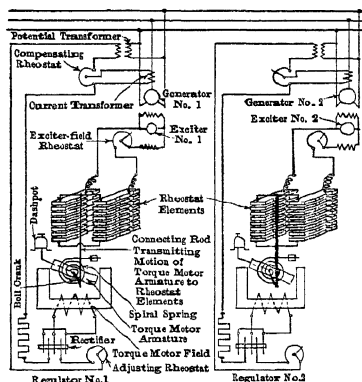 Potential Transformer
Compensating
Rheostat
Current Transformer
Generator
No. 1
Generator No. 2
Exciter
No. 1
Exciter No. 2
Exciter-field
Rheostat
Dashpot
Rheostat
Elements
Connecting Rod
Transmitting
Motion of
Torque Motor
Armature to
Rheostat
Elements
Bell Crank
Spiral Spring
Torque Motor
Armature
Rectifier
Torque Motor Field
Adjusting Rheostat
Regulator No.1
Regulator No.2